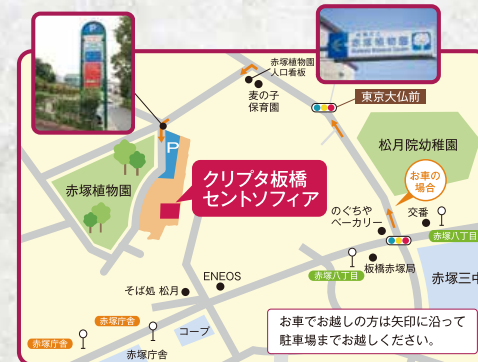 P
赤塚植物園
赤塚植物園
入口看板
麦の子
保育園
東京大仏前
松月院幼稚園
P
クリプタ板橋
セントソフィア
赤塚植物園
お車の
場合
のぐちや
ベーカリー
交番
赤塚八丁目
赤塚八丁目
板橋赤塚局
赤塚三中
ENEOS
そば処 松月
赤塚庁舎
赤塚庁舎
赤塚庁舎
コープ
お車でお越しの方は矢印に沿って
駐車場までお越しください。